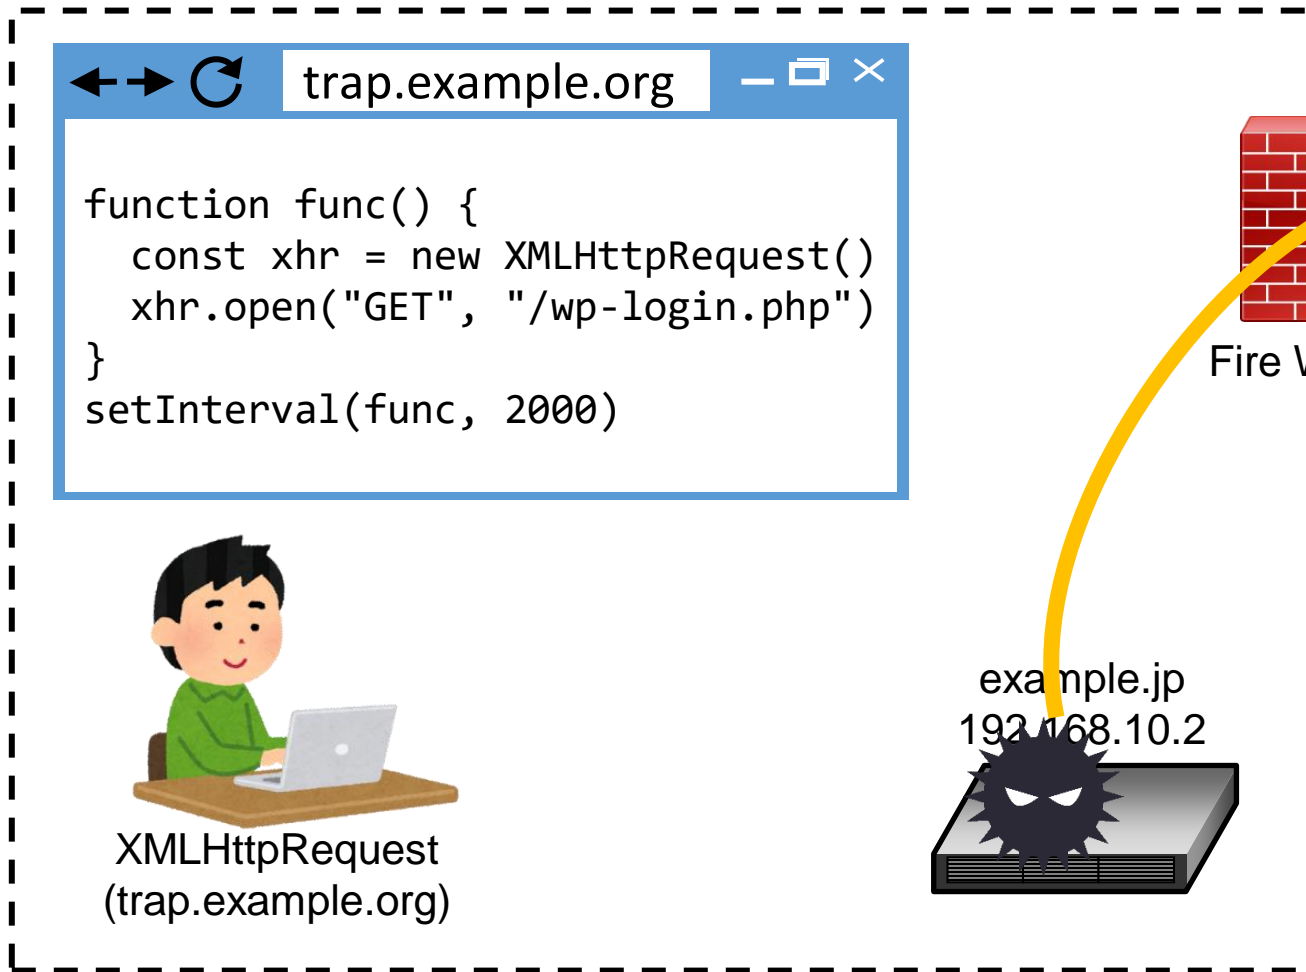 trap.example.org
function func() {
  const xhr = new XMLHttpRequest()
  xhr.open("GET", "/wp-login.php")
}
setInterval(func, 2000)
Fire
example.jp
192.168.10.2
XMLHttpRequest
(trap.example.org)